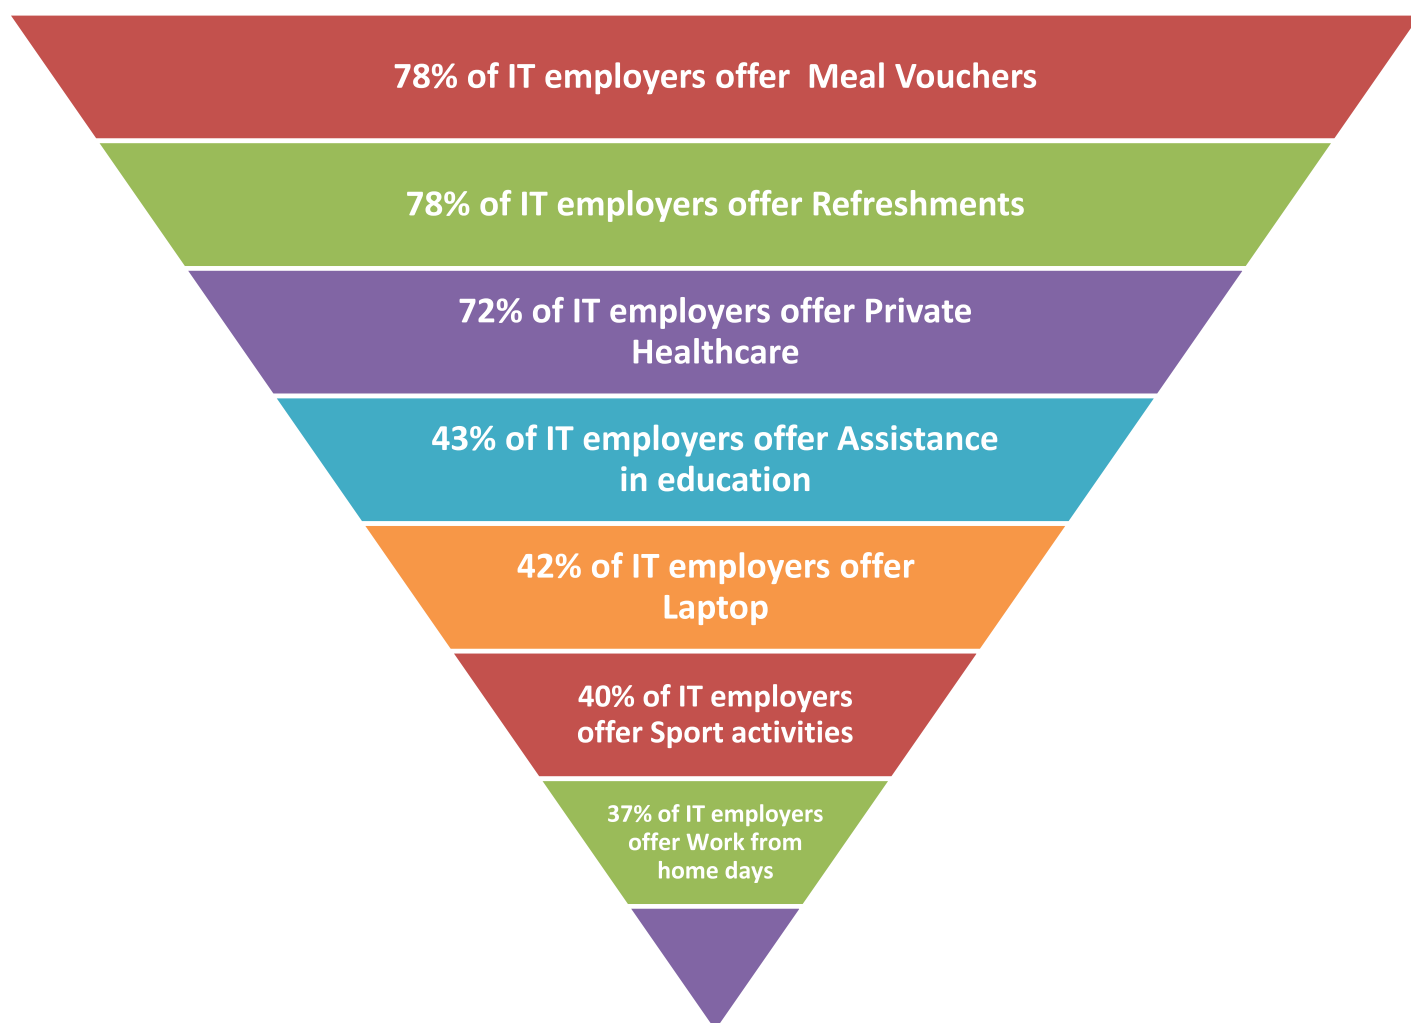 78% of IT employers offer  Meal Vouchers
78% of IT employers offer Refreshments
72% of IT employers offer Private
Healthcare
43% of IT employers offer Assistance
in education
42% of IT employers offer
Laptop
40% of IT employers
offer Sport activities
37% of IT employers
offer Work from
home days